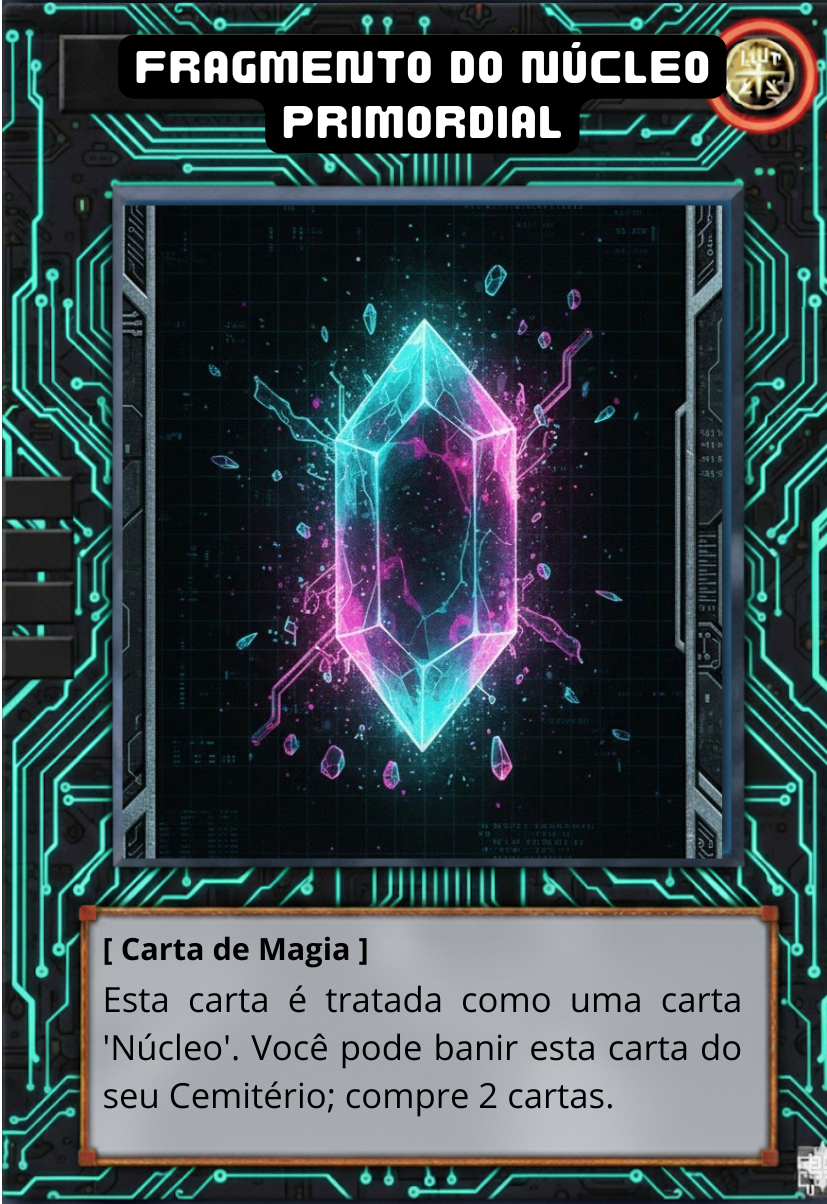 FRAGMENTO DO NÚCLEO
PRIMORDIAL
[ Carta de Magia ]
Esta carta é tratada como uma carta
'Núcleo'. Você pode banir esta carta do
seu Cemitério; compre 2 cartas.